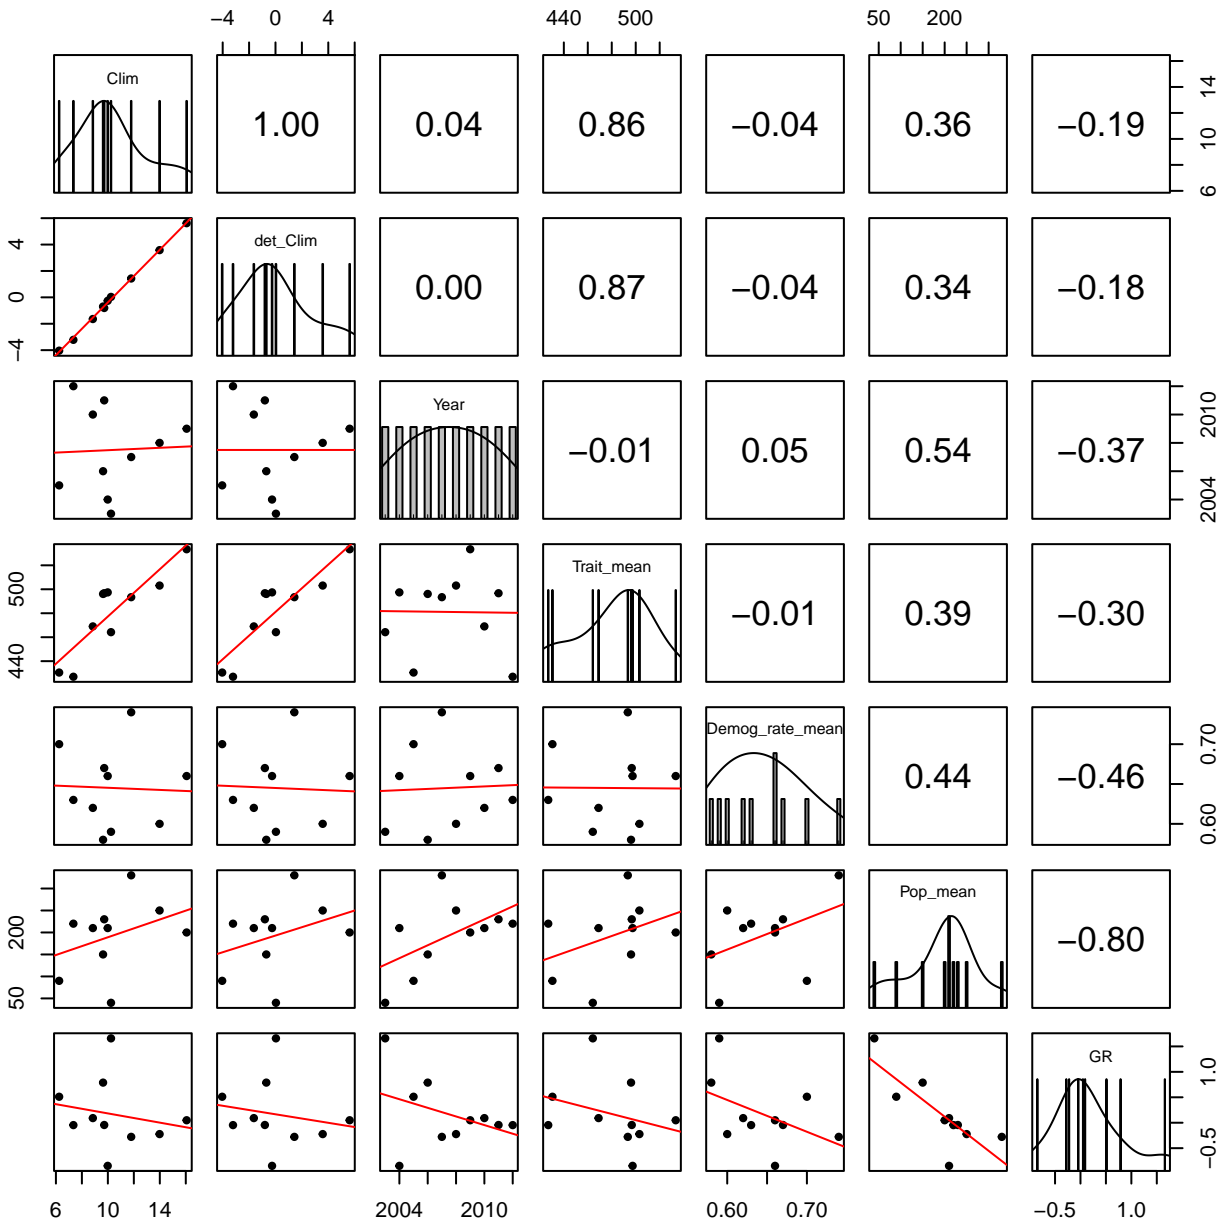 −4 0 4 440 500 50 200
Clim 1.00 0.04 0.86 −0.04 0.36 −0.19 6 10 14
−4 0 4 det_Clim 0.00 0.87 −0.04 0.34 −0.18
Year −0.01 0.05 0.54 −0.37 2004 2010
440 500 Trait_mean −0.01 0.39 −0.30
Demog_rate_mean 0.44 −0.46 0.60 0.70
50 200 Pop_mean −0.80
GR −0.5 1.0
6 10 14 2004 2010 0.60 0.70 −0.5 1.0